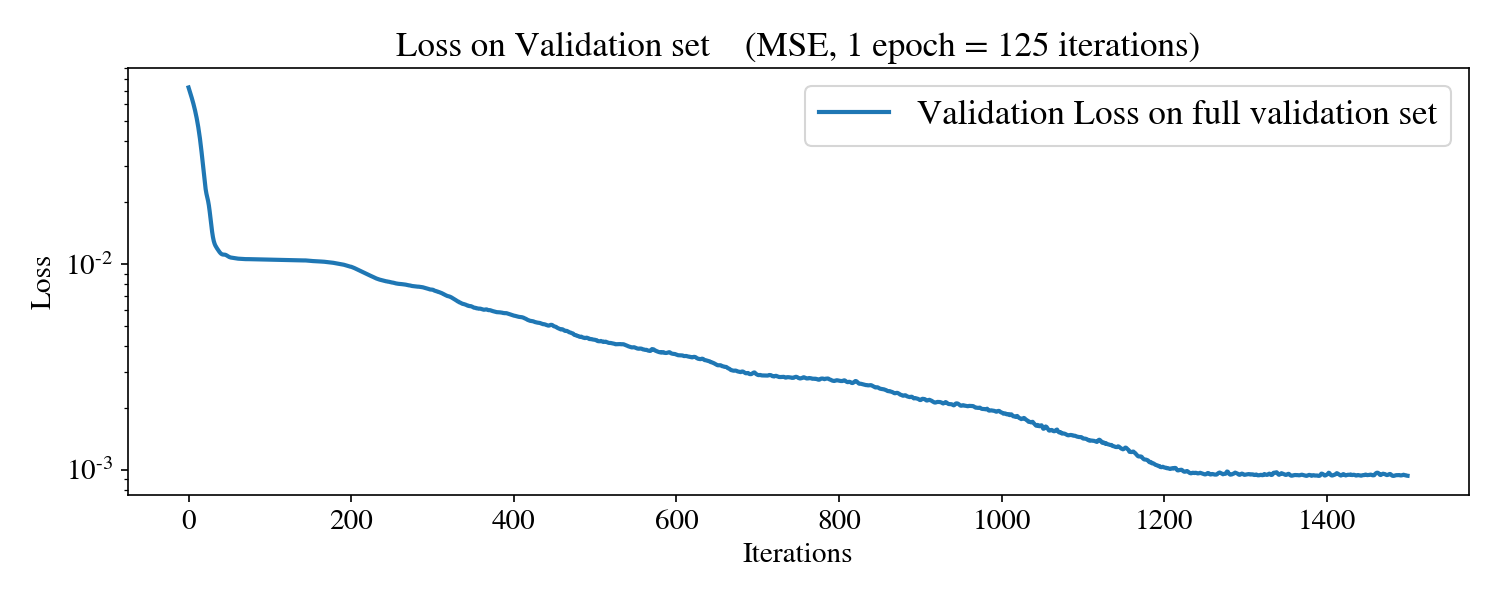 Loss on Validation set (MSE, 1 epoch = 125 iterations)
Validation Loss on full validation set
Loss
10⁻²
10⁻³
0 200 400 600 800 1000 1200 1400
Iterations